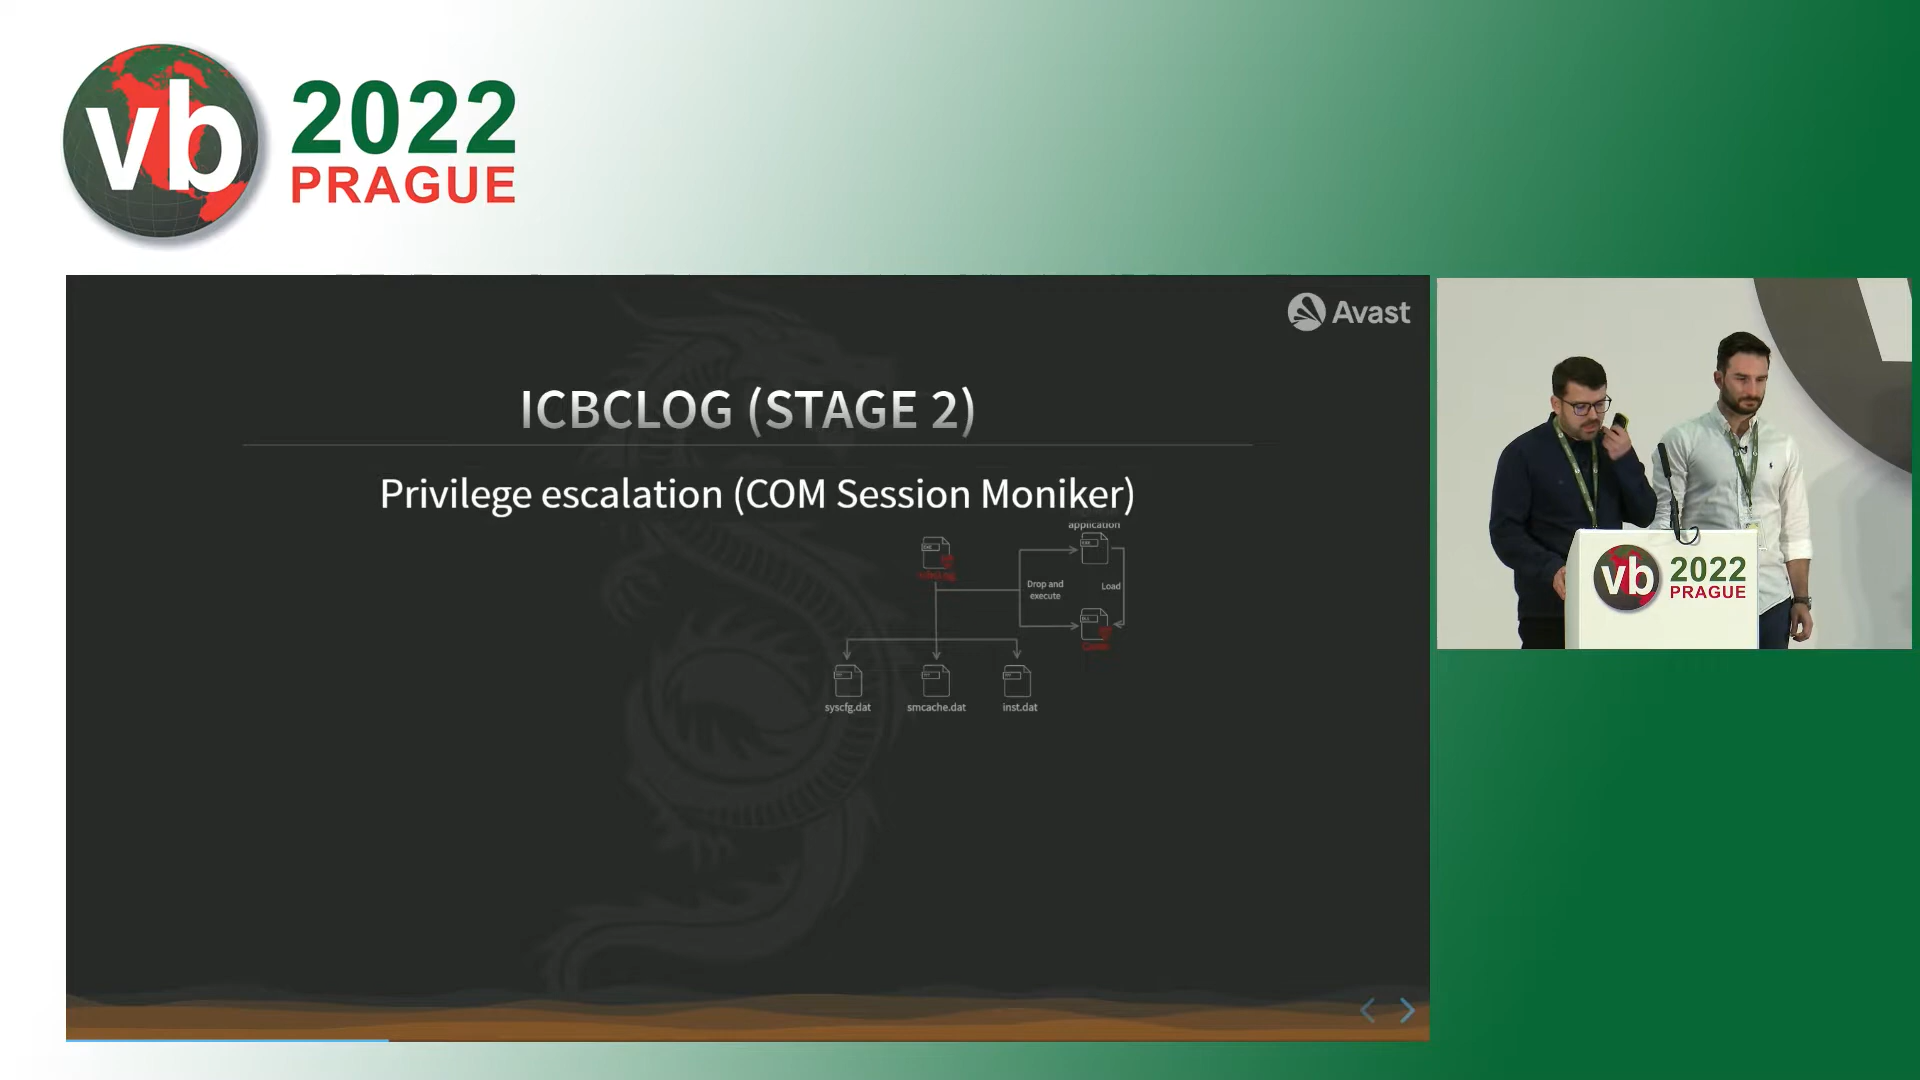 vb
2022
PRAGUE
Avast
ICBCLOG (STAGE 2)
Privilege escalation (COM Session Moniker)
application
Drop and
execute
Load
syscfg.dat
smcache.dat
inst.dat
vb
2022
PRAGUE